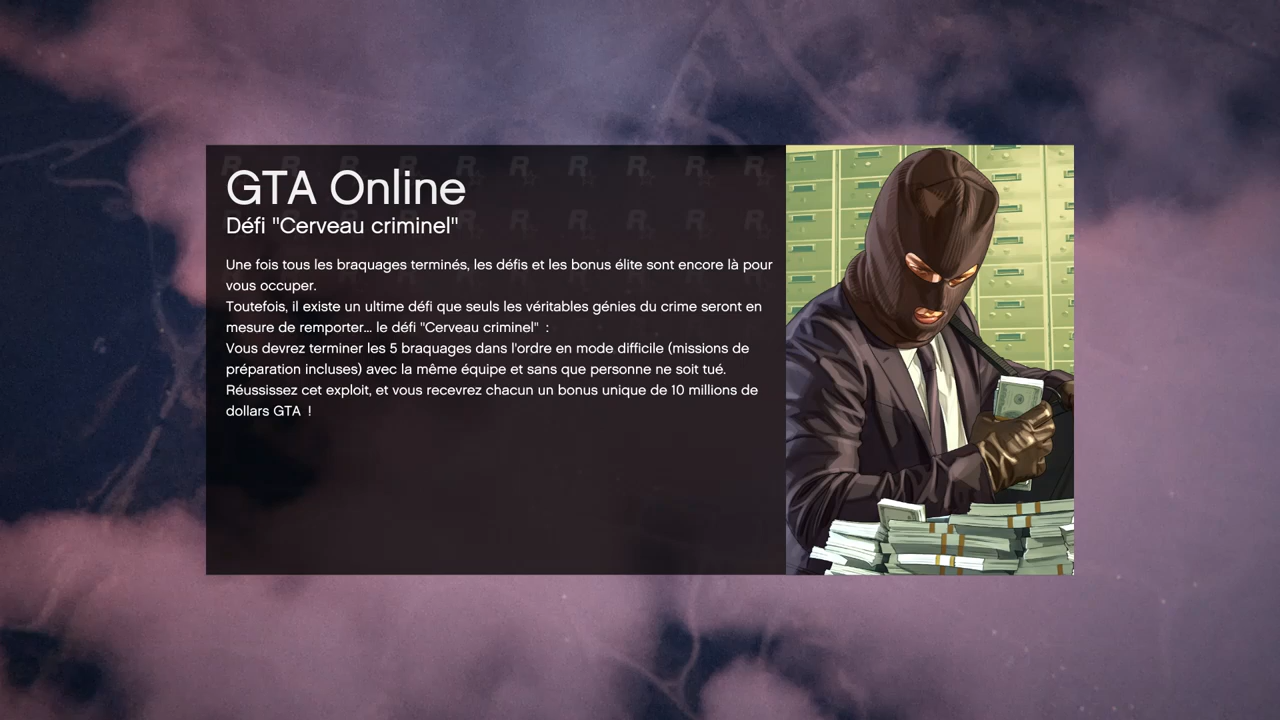 GTA Online
Défi "Cerveau criminel"
Une fois tous les braquages terminés, les défis et les bonus élite sont encore là pour
vous occuper.
Toutefois, il existe un ultime défi que seuls les véritables génies du crime seront en
mesure de remporter... le défi "Cerveau criminel" :
Vous devrez terminer les 5 braquages dans l'ordre en mode difficile (missions de
préparation incluses) avec la même équipe et sans que personne ne soit tué.
Réussissez cet exploit, et vous recevrez chacun un bonus unique de 10 millions de
dollars GTA !